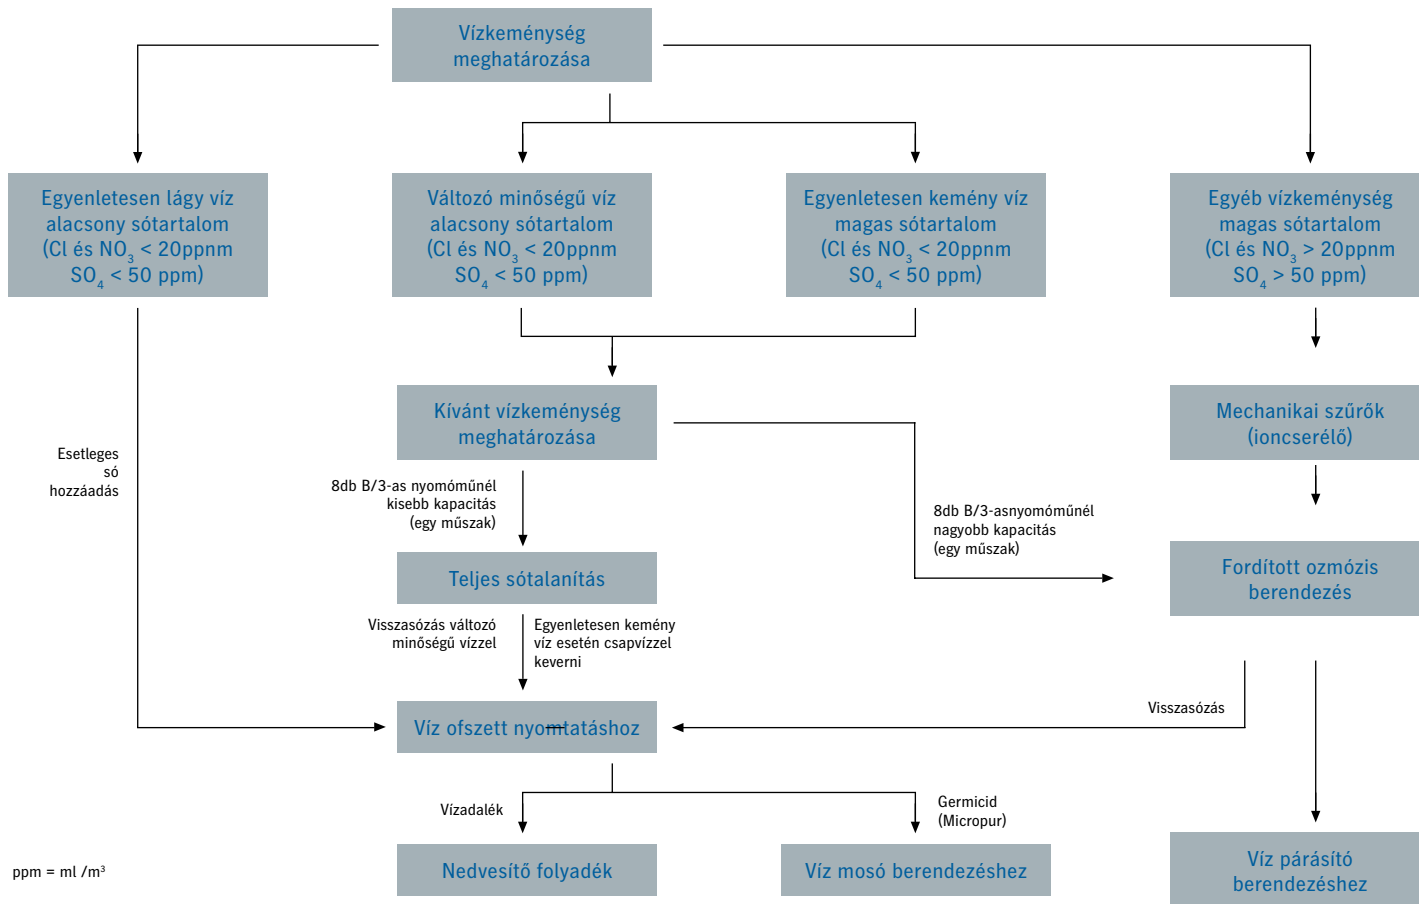 Vízkeménység
meghatározása
Egyenletesen lágy víz
alacsony sótartalom
(Cl és NO₃ < 20ppnm
SO₄ < 50 ppm)
Változó minőségű víz
alacsony sótartalom
(Cl és NO₃ < 20ppnm
SO₄ < 50 ppm)
Egyenletesen kemény víz
magas sótartalom
(Cl és NO₃ < 20ppnm
SO₄ < 50 ppm)
Egyéb vízkeménység
magas sótartalom
(Cl és NO₃ > 20ppnm
SO₄ > 50 ppm)
Kívánt vízkeménység
meghatározása
Mechanikai szűrők
(ioncserélő)
Esetleges
só
hozzáadás
8db B/3-as nyomóműnél
kisebb kapacitás
(egy műszak)
8db B/3-asnyomóműnél
nagyobb kapacitás
(egy műszak)
Teljes sótalanítás
Fordított ozmózis
berendezés
Visszasózás változó
minőségű vízzel
Egyenletesen kemény
víz esetén csapvízzel
keverni
Visszasózás
Víz ofszett nyomtatáshoz
Vízadalék
Germicid
(Micropur)
Nedvesítő folyadék
Víz mosó berendezéshez
Víz párásító
berendezéshez
ppm = ml /m³